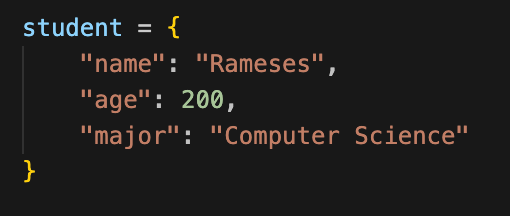 student = {
    "name": "Rameses",
    "age": 200,
    "major": "Computer Science"
}